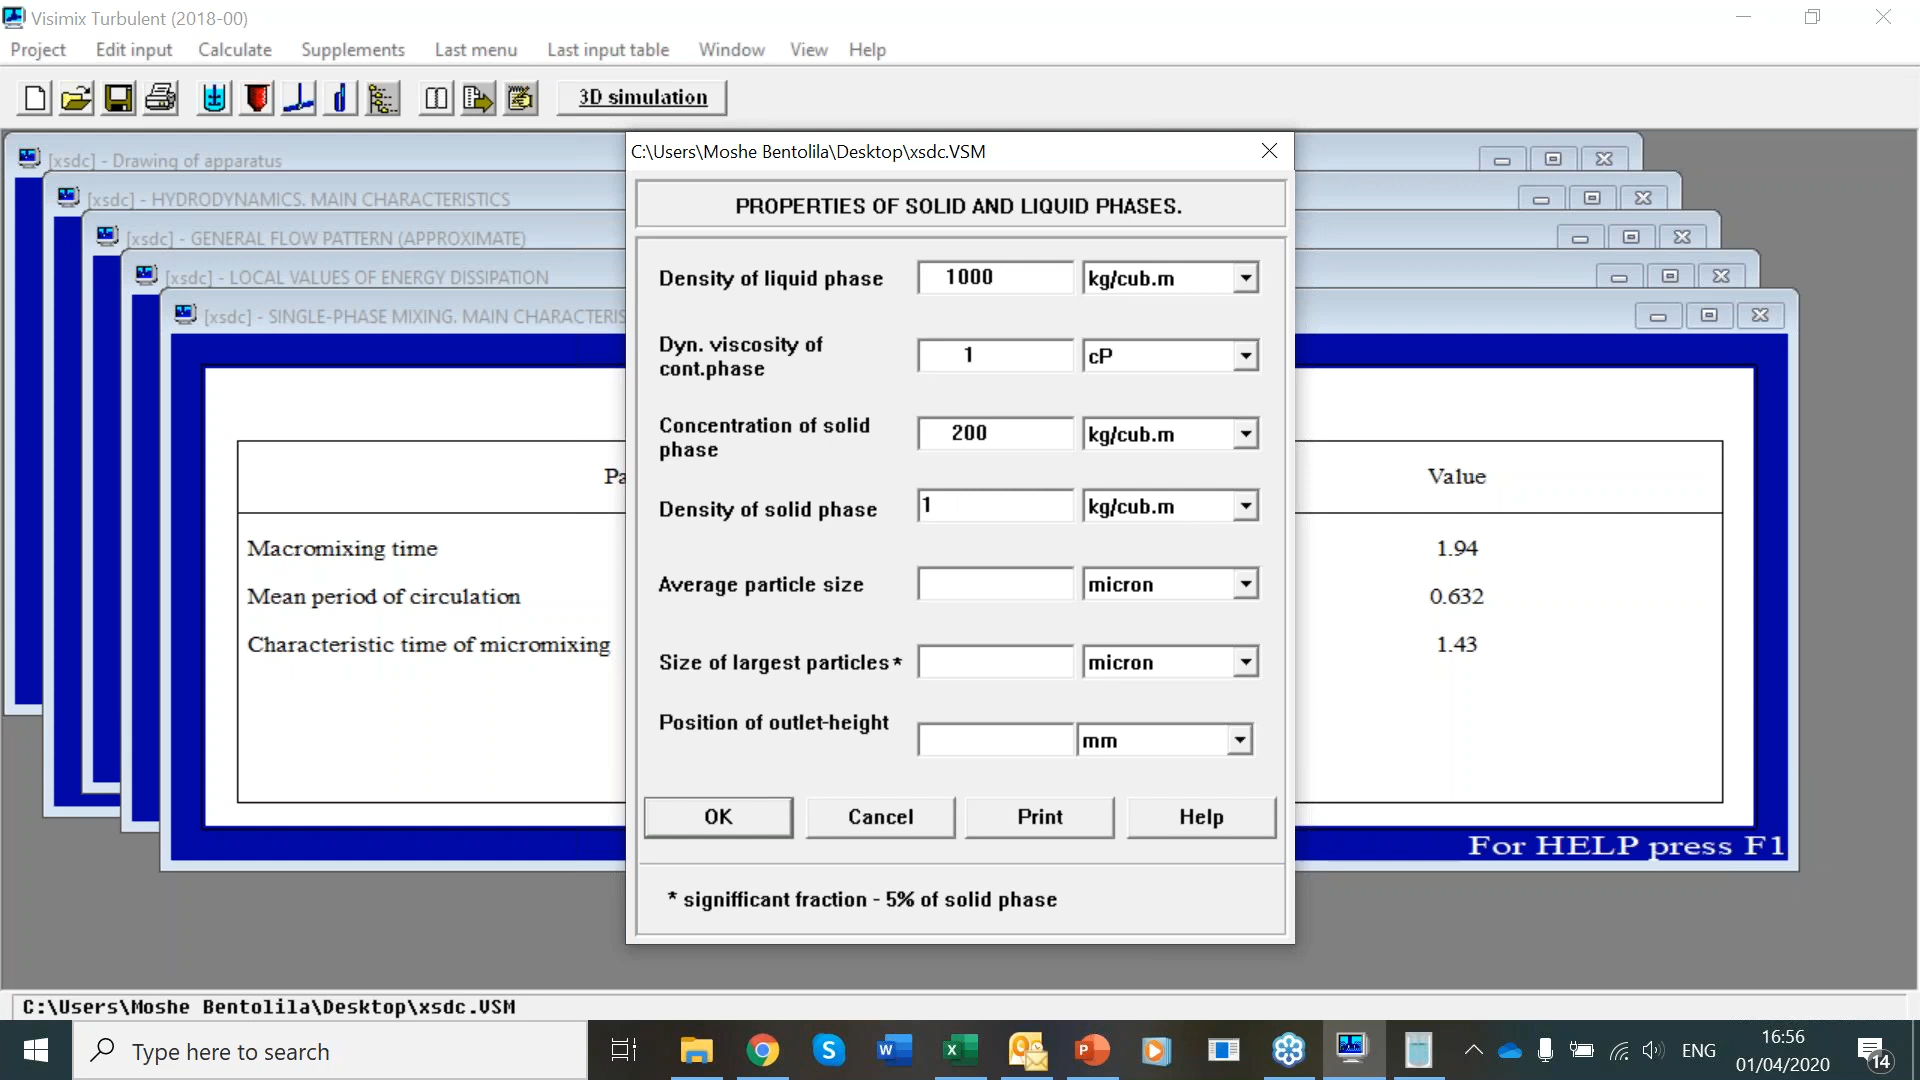 Visimix Turbulent (2018-00)
Project Edit input Calculate Supplements Last menu Last input table Window View Help
3D simulation
[xsdc] - Drawing of apparatus
[xsdc] - HYDRODYNAMICS. MAIN CHARACTERISTICS
[xsdc] - GENERAL FLOW PATTERN (APPROXIMATE)
[xsdc] - LOCAL VALUES OF ENERGY DISSIPATION
[xsdc] - SINGLE-PHASE MIXING. MAIN CHARACTERIS
Pa Value
Macromixing time 1.94
Mean period of circulation 0.632
Characteristic time of micromixing 1.43
For HELP press F1
C:\Users\Moshe Bentolila\Desktop\xsdc.VSM
PROPERTIES OF SOLID AND LIQUID PHASES.
Density of liquid phase 1000 kg/cub.m
Dyn. viscosity of
cont.phase 1 cP
Concentration of solid
phase 200 kg/cub.m
Density of solid phase 1 kg/cub.m
Average particle size micron
Size of largest particles* micron
Position of outlet-height mm
OK Cancel Print Help
* signifficant fraction - 5% of solid phase
C:\Users\Moshe Bentolila\Desktop\xsdc.VSM
Type here to search
ENG
16:56
01/04/2020
14